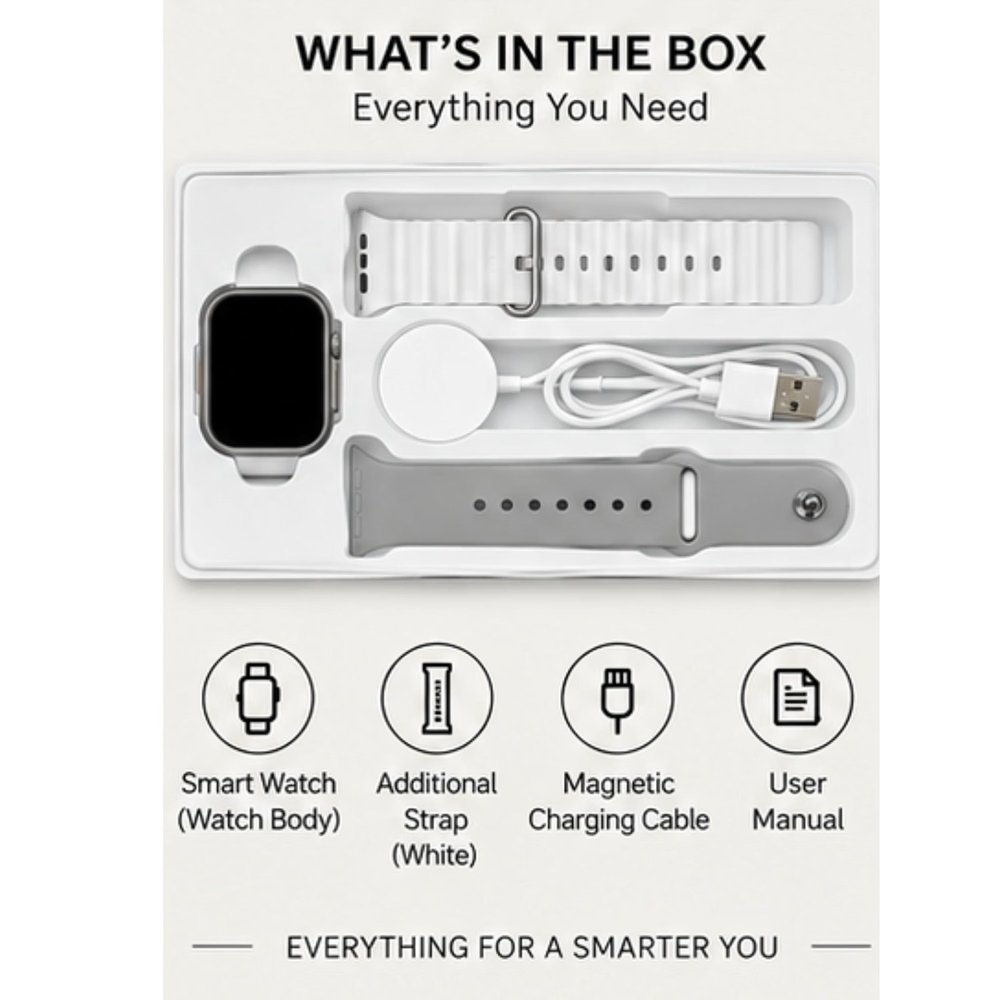 WHAT'S IN THE BOX
Everything You Need
Smart Watch
(Watch Body)
Additional
Strap
(White)
Magnetic
Charging Cable
User
Manual
EVERYTHING FOR A SMARTER YOU